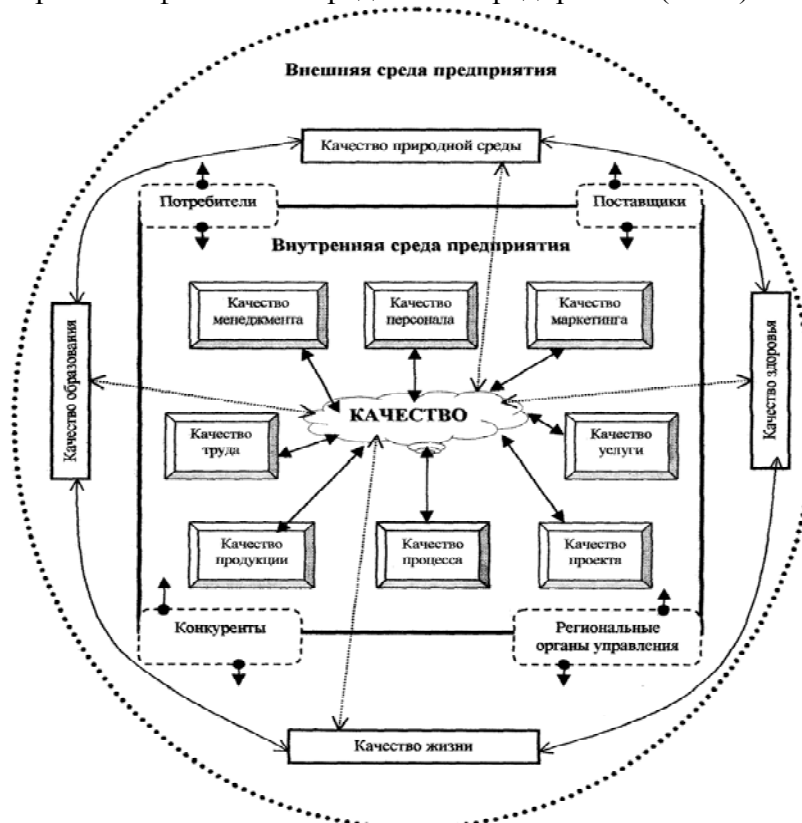 Внешняя среда предприятия
Качество природной среды
Потребители
Поставщики
Внутренняя среда предприятия
Качество
менеджмента
Качество
персонала
Качество
маркетинга
Качество образования
Качество здоровья
КАЧЕСТВО
Качество
труда
Качество
услуги
Качество
продукции
Качество
процесса
Качество
проекта
Конкуренты
Региональные
органы управления
Качество жизни